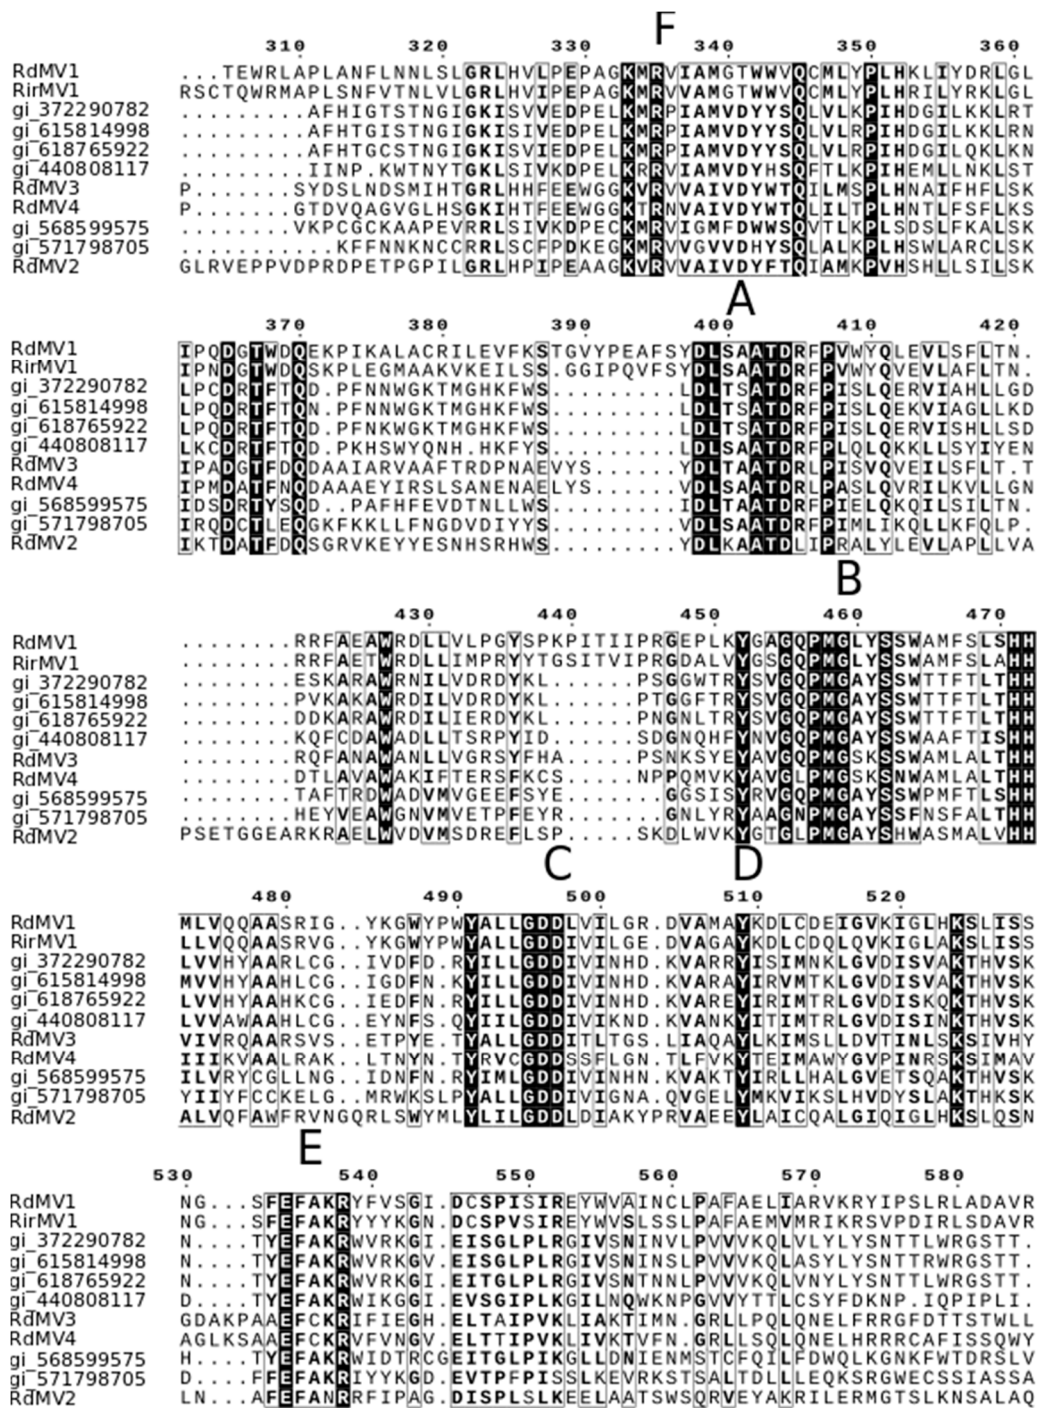 F
310 320 330 340 350 360
RdMV1 ...TEWRLAPLANFLNNLSLGRLHVLPEPAGKMRVIAMGTWWVQCMLYPLHKLIYDRLGL
RirMV1 RSCTQWRMAPLSNFVTNLVLGRLHVIPEPAGKMRVVAMGTWWVQCMLYPLHRILYRKLGL
gi_372290782 .........AFHIGTSTNGIGKISVVEDPELKMRPIAMVDYYSQLVLKPIHDGILKKLRT
gi_615814998 .........AFHIGTSTNGIGKISVIEDPELKMRPIAMVDYYSQLVLRPIHDGILKKLRN
gi_618765922 .........AFHTGCSTNGIGKISVIEDPELKMRPIAMVDYYSQLVLRPIHDGILQKLKN
gi_440808117 .........IINP.KWTNYTGKLSIIKDPELKRRVIAMVDYHSQLVLKPIHEMLLNKLST
RdMV3 P.......SYDSLNDSMIHTGRLHHFEEWGGKVRVVAIVDYWTQILMSPLHNAIFHFLSK
RdMV4 P.......GTDVQAGVGLHSGKIHTFEEWGGKTRNVAIVDYWTQLILTPLHNTLFSFLKS
gi_568599575 ........VKPCGCKAAPEVRRLSIVKDPECKMRVIGMFDWWSQVTLKPLSDSLFKALSK
gi_571798705 ...........KFFNNKNCCRRLSCFPDKEGKMRVVGVVDHYSQLALKPLHSWLARCLSK
RdMV2 GLRVEPPVDPRDPETPGPILGRLHPIPEAAGKVRVVAIVDYFTQIAMKPVHSHLLSILSK
A
370 380 390 400 410 420
RdMV1 IPQDGTWDQEKPIKALACRILEVFKSTGVYPEAFSYDLSAATDRFPVWYQLEVLSFLTN.
RirMV1 IPNDGTWDQSKPLEGMAAKVKEILSS.GGIPQVFSYDLSAATDRFPVWYQVEVLAFLTN.
gi_372290782 LPCDRTFTQD.PFNNWGKTMGHKFWS.........LDLTSATDRFPISLQERVIAHLLGD
gi_615814998 LPQDRTFTQN.PFNNWGKTMGHKFWS.........LDLTSATDRFPISLQEKVIAGLLKD
gi_618765922 LPQDRTFTQD.PFNKWGKTMGHKFWS.........LDLTSATDRFPISLQERVISHLLSD
gi_440808117 LKCDRTFTQD.PKHSWYQNH.HKFYS.........LDLSAATDRFPLQLQKKLLSYIYEN
RdMV3 IPADGTFDQDAAIARVAAFTRDPNAEVYS......YDLTAATDRLPISVQVEILSFLT.T
RdMV4 IPMDATFNQDAAAEYIRSLSANENAELYS......YDLSAATDRLPASLQVRILKVLLGN
gi_568599575 IDSDRTYSQD..PAFHFEVDTNLLWS.........LDLTAATDRFPIELQKQILSILTN.
gi_571798705 IRQDCTLEQGKFKKLLFNGDVDIYYS.........VDLSAATDRFPIMLIKQLLKFQLP.
RdMV2 IKTDATFDQSGRVKEYYESNHSRHWS.........YDLKAATDLIPRALYLEVLAPLLVA
B
430 440 450 460 470
RdMV1 ........RRFAEAWRDLLVLPGYSPKPITIIPRGEPLKYGAGQPMGLYSSWAMFSLSHH
RirMV1 ........RRFAETWRDLLIMPRYYTGSITVIPRGDALVYGSGQPMGLYSSWAMFSLAHH
gi_372290782 ........ESKARAWRNILVDRDYKL......PSGGWTRYSVGQPMGAYSSWTTFTLTHH
gi_615814998 ........PVKAKAWRDILVDRDYKL......PTGGFTRYSVGQPMGAYSSWTTFTLTHH
gi_618765922 ........DDKARAWRDILIERDYKL......PNGNLTRYSVGQPMGAYSSWTTFTLTHH
gi_440808117 ........KQFCDAWADLLTSRPYID......SDGNQHFYNVGQPMGAYSSWAAFTISHH
RdMV3 ........RQFANAWANLLVGRSYFHA.....PSNKSYEYAVGQPMGSKSSWAMLALTHH
RdMV4 ........DTLAVAWAKIFTERSFKCS.....NPPQMVKYAVGLPMGSKSNWAMLALTHH
gi_568599575 ........TAFTRDWADVMVGEEFSYE........GGSISYRVGQPMGAYSSWPMFTLSHH
gi_571798705 ........HEYVEAWGNVMVETPFEYR........GNLYRYAAGNPMGAYSSFNSFALTHH
RdMV2 PSETGGEARKRAELWVDVMSDREFLSP.....SKDLWVKYGTGLPMGAYSHWASMALVHH
C D
480 490 500 510 520
RdMV1 MLVQQAASRIG..YKGWYPWYALLGDDLVILGR.DVAMAYKDLCDEIGVKIGLHKSLISS
RirMV1 LLVQQAASRVG..YKGWYPWYALLGDDIVILGE.DVAGAYKDLCDQLQVKIGLAKSLISS
gi_372290782 LVVHYAARLCG..IVDFD.RYILLGDDIVINHD.KVARRYISIMNKLGVDISVAKTHVSK
gi_615814998 MVVHYAAHLCG..IGDFN.KYILLGDDIVINHD.KVARAYIRVMTKLGVDISVAKTHVSK
gi_618765922 LVVHYAAHKCG..IEDFN.RYILLGDDIVINHD.KVAREYIRIMTRLGVDISKQKTHVSK
gi_440808117 LVVAWAAHLCG..EYNFS.QYIILGDDIVIKND.KVANKYITIMTRLGVDISINKTHVSK
RdMV3 VIVRQAARSVS..ETPYE.TYALLGDDITLTGS.LIAQAYLKIMSLLDVTINLSKSIVHY
RdMV4 IIIKVAALRAK..LTNYN.TYRVCGDDSSFLGN.TLFVKYTEIMAWYGVPINRSKSIMAV
gi_568599575 ILVRYCGLLNG..IDNFN.RYIMLGDDIVINHN.KVAKTYIRLLHALGVETSQAKTHVSK
gi_571798705 YIIYFCCKELG..MRWKSLPYALLGDDIVIGNA.QVGELYMKVIKSLHVDYSLAKTHKSK
RdMV2 ALVQFAWFRVNGQRLSWYMLYLILGDDLDIAKYPRVAEEYLAICQALGIQIGLHKSLQSN
E
530 540 550 560 570 580
RdMV1 NG...SFEFAKRYFVSGI.DCSPISIREYWVAINCLPAFAELIARVKRYIPSLRLADAVR
RirMV1 NG...SFEFAKRYYYKGN.DCSPVSIREYWVSLSSLPAFAEMVMRIKRSVPDIRLSDAVR
gi_372290782 N....TYEFAKRWVRKGI.EISGLPLRGIVSNINVLPVVVKQLVLYLYSNTTLWRGSTT.
gi_615814998 N....TYEFAKRWVRKGV.EISGLPLRGIVSNINSLPVVVKQLASYLYSNTTRWRGSTT.
gi_618765922 N....TYEFAKRWVRKGI.EITGLPLRGIVSNTNNLPVVVKQLVNYLYSNTTLWRGSTT.
gi_440808117 D....TYEFAKRWIKGGI.EVSGIPLKGILNQWKNPGVVYTTLCSYFDKNP.IQPIPLI.
RdMV3 GDAKPAAEFCKRIFIEGH.ELTAIPVKLIAKTIMN.GRLLPQLQNELFRRGFDTTSTWLL
RdMV4 AGLKSAAEFCKRVFVNGV.ELTTIPVKLIVKTVFN.GRLLSQLQNELHRRRCAFISSQWY
gi_568599575 H....TYEFAKRWIDTRCGEITGLPIKGLLDNIENMSTCFQILFDWQLKGNKFWTDRSLV
gi_571798705 D....FFEFAKRIYYKGD.EVTPFPISSLKEVRKSTSALTDLLLEQKSRGWECSSIASSA
RdMV2 LN...AFEFANRRFIPAG.DISPLSLKEELAATSWSQRVEYAKRILERMGTSLKNSALAQ